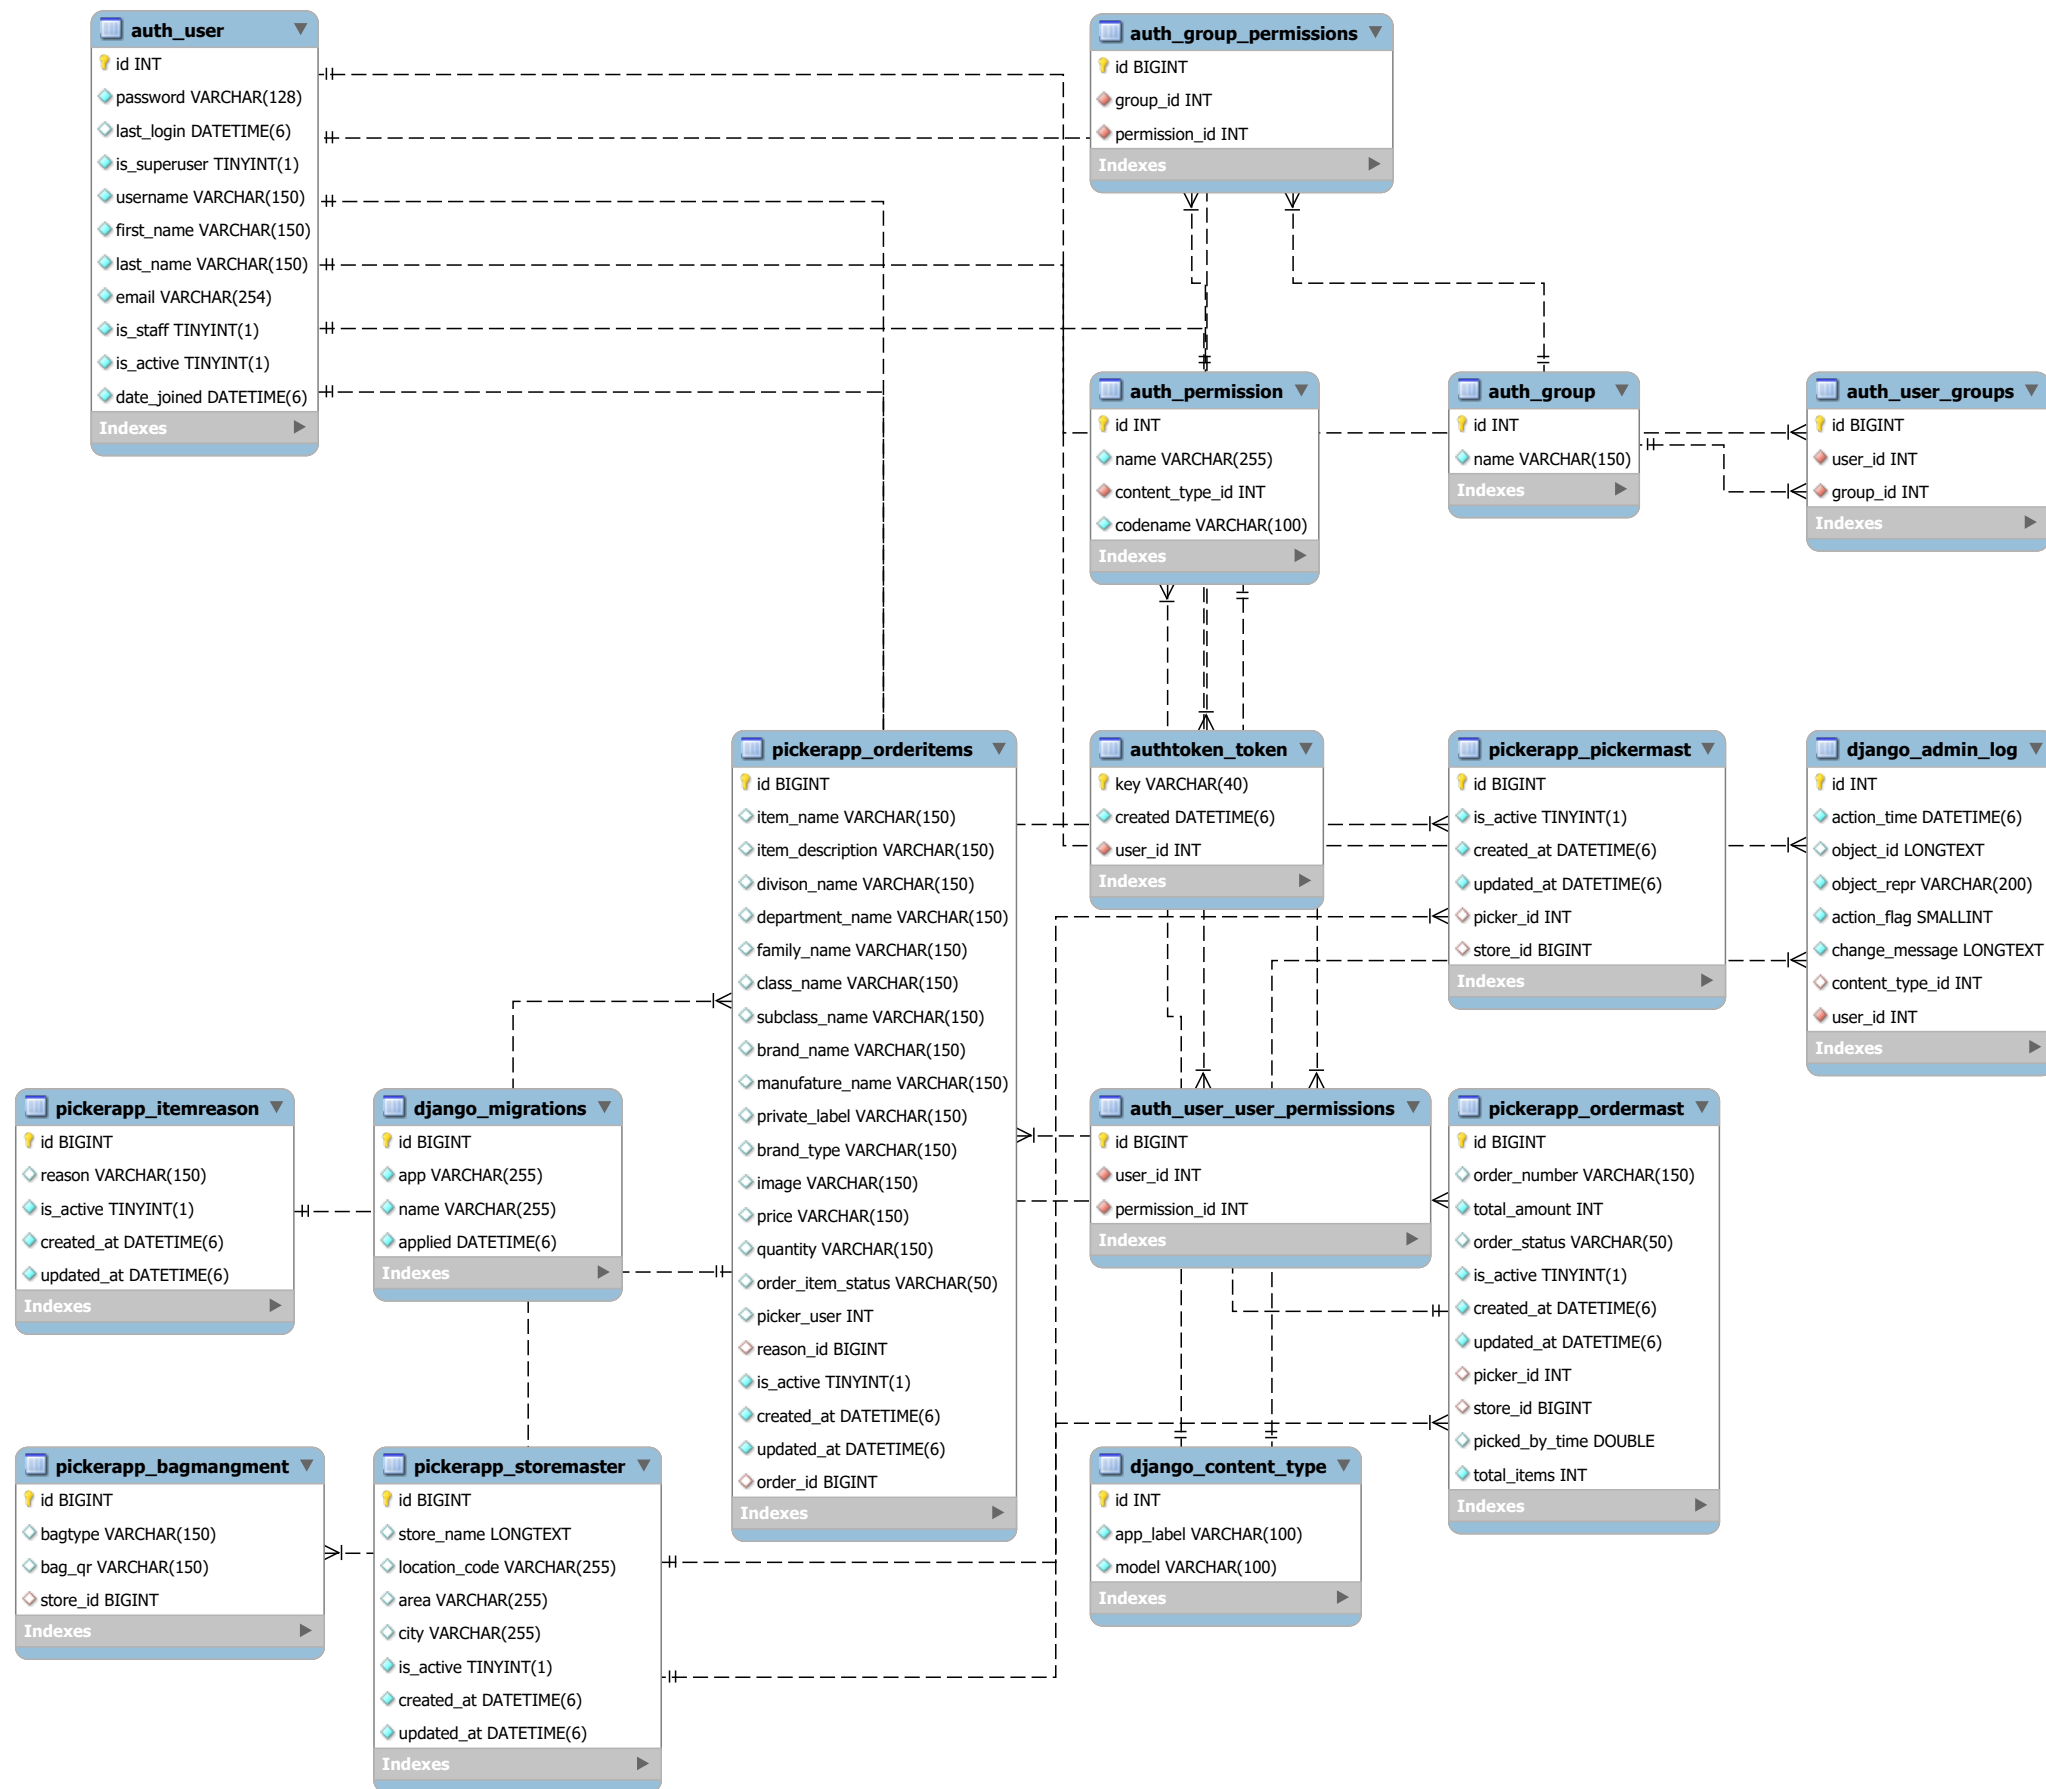 auth_user
id INT
password VARCHAR(128)
last_login DATETIME(6)
is_superuser TINYINT(1)
username VARCHAR(150)
first_name VARCHAR(150)
last_name VARCHAR(150)
email VARCHAR(254)
is_staff TINYINT(1)
is_active TINYINT(1)
date_joined DATETIME(6)
Indexes
auth_group_permissions
id BIGINT
group_id INT
permission_id INT
Indexes
auth_permission
id INT
name VARCHAR(255)
content_type_id INT
codename VARCHAR(100)
Indexes
auth_group
id INT
name VARCHAR(150)
Indexes
auth_user_groups
id BIGINT
user_id INT
group_id INT
Indexes
pickerapp_orderitems
id BIGINT
item_name VARCHAR(150)
item_description VARCHAR(150)
divison_name VARCHAR(150)
department_name VARCHAR(150)
family_name VARCHAR(150)
class_name VARCHAR(150)
subclass_name VARCHAR(150)
brand_name VARCHAR(150)
manufature_name VARCHAR(150)
private_label VARCHAR(150)
brand_type VARCHAR(150)
image VARCHAR(150)
price VARCHAR(150)
quantity VARCHAR(150)
order_item_status VARCHAR(50)
picker_user INT
reason_id BIGINT
is_active TINYINT(1)
created_at DATETIME(6)
updated_at DATETIME(6)
order_id BIGINT
Indexes
authtoken_token
key VARCHAR(40)
created DATETIME(6)
user_id INT
Indexes
pickerapp_pickermast
id BIGINT
is_active TINYINT(1)
created_at DATETIME(6)
updated_at DATETIME(6)
picker_id INT
store_id BIGINT
Indexes
django_admin_log
id INT
action_time DATETIME(6)
object_id LONGTEXT
object_repr VARCHAR(200)
action_flag SMALLINT
change_message LONGTEXT
content_type_id INT
user_id INT
Indexes
pickerapp_itemreason
id BIGINT
reason VARCHAR(150)
is_active TINYINT(1)
created_at DATETIME(6)
updated_at DATETIME(6)
Indexes
django_migrations
id BIGINT
app VARCHAR(255)
name VARCHAR(255)
applied DATETIME(6)
Indexes
auth_user_user_permissions
id BIGINT
user_id INT
permission_id INT
Indexes
pickerapp_ordermast
id BIGINT
order_number VARCHAR(150)
total_amount INT
order_status VARCHAR(50)
is_active TINYINT(1)
created_at DATETIME(6)
updated_at DATETIME(6)
picker_id INT
store_id BIGINT
picked_by_time DOUBLE
total_items INT
Indexes
pickerapp_bagmangment
id BIGINT
bagtype VARCHAR(150)
bag_qr VARCHAR(150)
store_id BIGINT
Indexes
pickerapp_storemaster
id BIGINT
store_name LONGTEXT
location_code VARCHAR(255)
area VARCHAR(255)
city VARCHAR(255)
is_active TINYINT(1)
created_at DATETIME(6)
updated_at DATETIME(6)
Indexes
django_content_type
id INT
app_label VARCHAR(100)
model VARCHAR(100)
Indexes